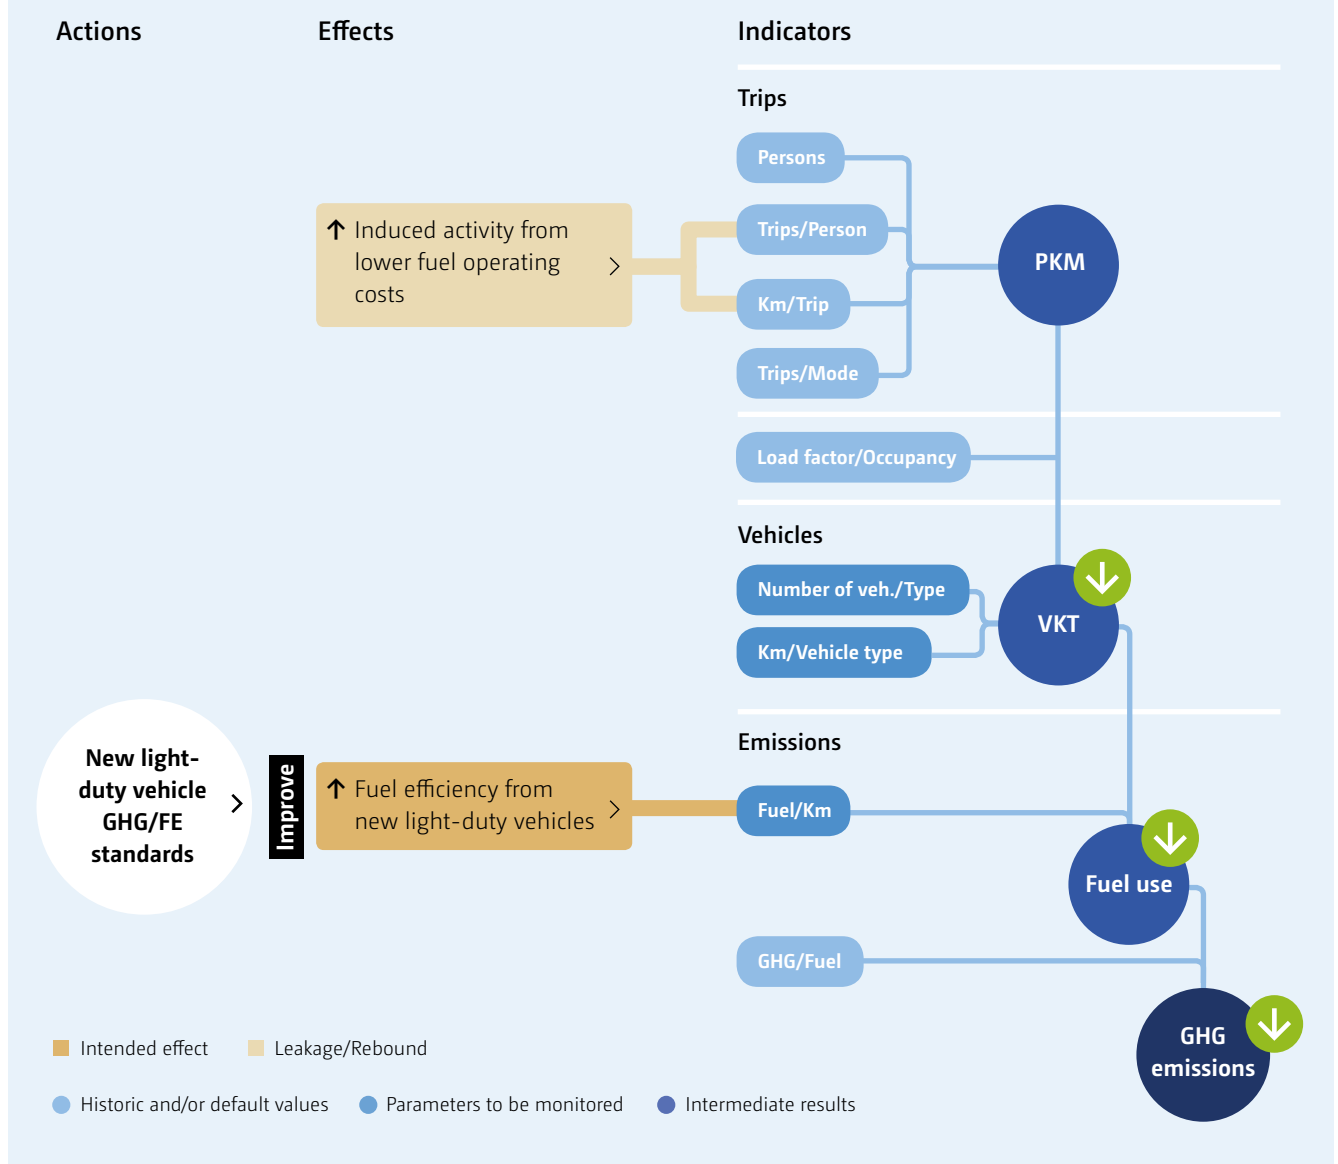 Actions
Effects
Indicators
Trips
Persons
Trips/Person
Km/Trip
Trips/Mode
PKM
Induced activity from
lower fuel operating
costs
Load factor/Occupancy
Vehicles
Number of veh./Type
Km/Vehicle type
VKT
New light-
duty vehicle
GHG/FE
standards
Improve
Fuel efficiency from
new light-duty vehicles
Emissions
Fuel/Km
Fuel use
GHG/Fuel
GHG
emissions
Intended effect
Leakage/Rebound
Historic and/or default values
Parameters to be monitored
Intermediate results